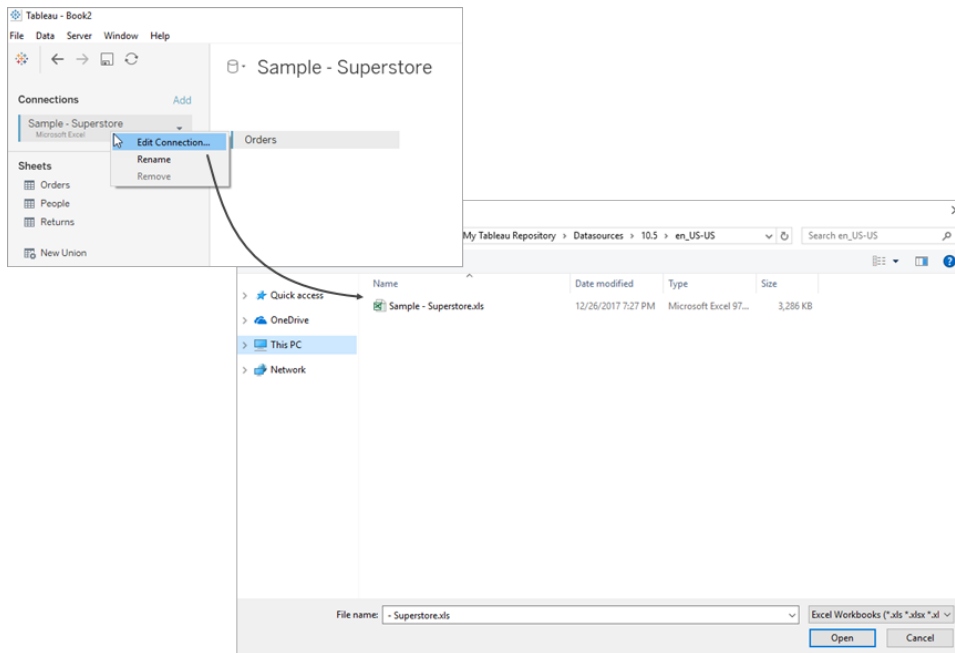 Tableau - Book2
File Data Server Window Help
Sample - Superstore
Connections Add
Sample - Superstore
Microsoft Excel
Edit Connection...
Rename
Remove
Orders
Sheets
Orders
People
Returns
New Union
My Tableau Repository > Datasources > 10.5 > en_US-US
Search en_US-US
Name Date modified Type Size
Sample - Superstore.xls 12/26/2017 7:27 PM Microsoft Excel 97... 3,286 KB
Quick access
OneDrive
This PC
Network
File name: - Superstore.xls Excel Workbooks (*.xls *.xlsx *.xl
Open Cancel